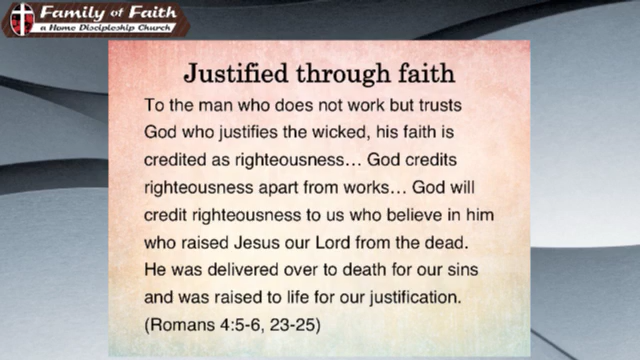 Family of Faith
a Home Discipleship Church
Justified through faith
To the man who does not work but trusts
God who justifies the wicked, his faith is
credited as righteousness… God credits
righteousness apart from works… God will
credit righteousness to us who believe in him
who raised Jesus our Lord from the dead.
He was delivered over to death for our sins
and was raised to life for our justification.
(Romans 4:5-6, 23-25)